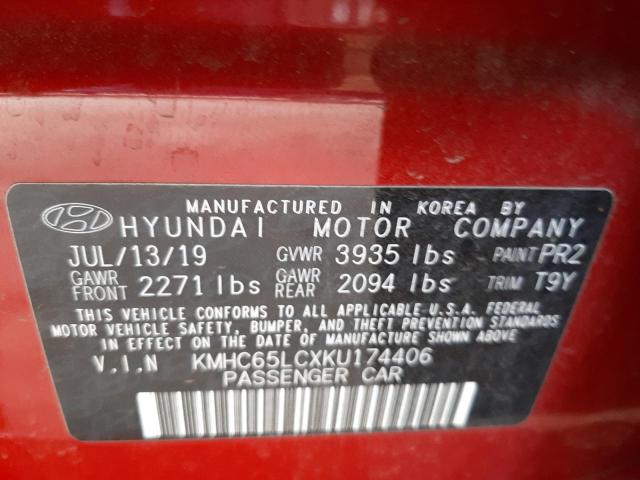 MANUFACTURED IN KOREA BY
HYUNDAI MOTOR COMPANY
JUL/13/19 GVWR 3935 lbs PAINT PR2
GAWR FRONT 2271 lbs GAWR REAR 2094 lbs TRIM T9Y
THIS VEHICLE CONFORMS TO ALL APPLICABLE U.S.A. FEDERAL
MOTOR VEHICLE SAFETY, BUMPER, AND THEFT PREVENTION STANDARDS
IN EFFECT ON THE DATE OF MANUFACTURE SHOWN ABOVE.
V.I.N KMHC65LCXKU174406
PASSENGER CAR